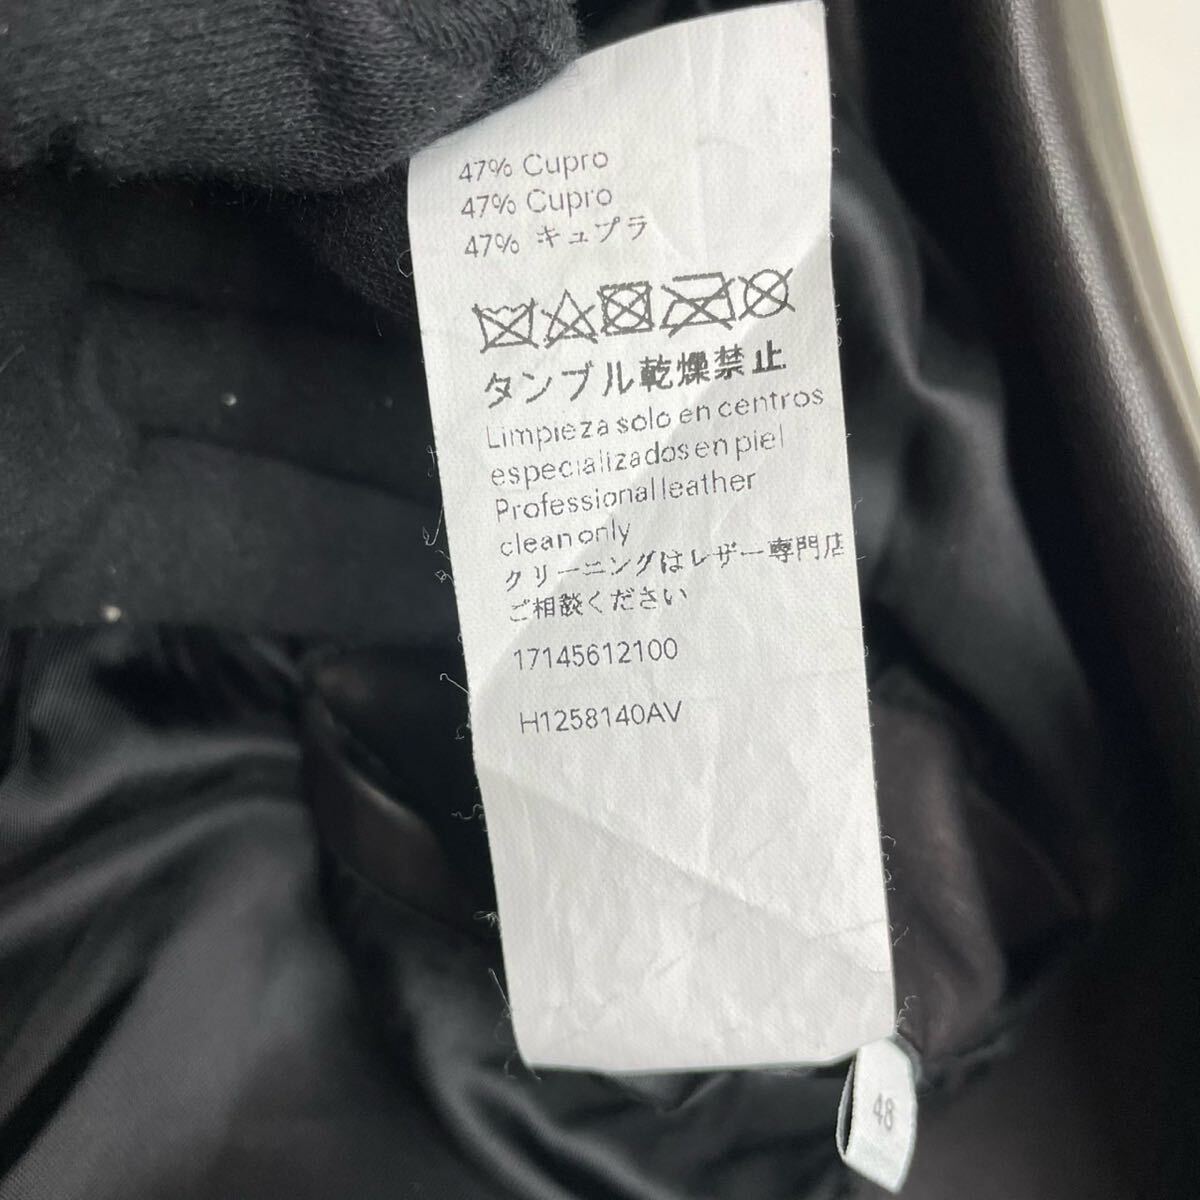 47% Cupro
47% Cupro
47% キュプラ
タンブル乾燥禁止
Limpieza solo en centros
especializados en piel
Professional leather
clean only
クリーニングはレザー専門店
ご相談ください
17145612100
H1258140AV
48